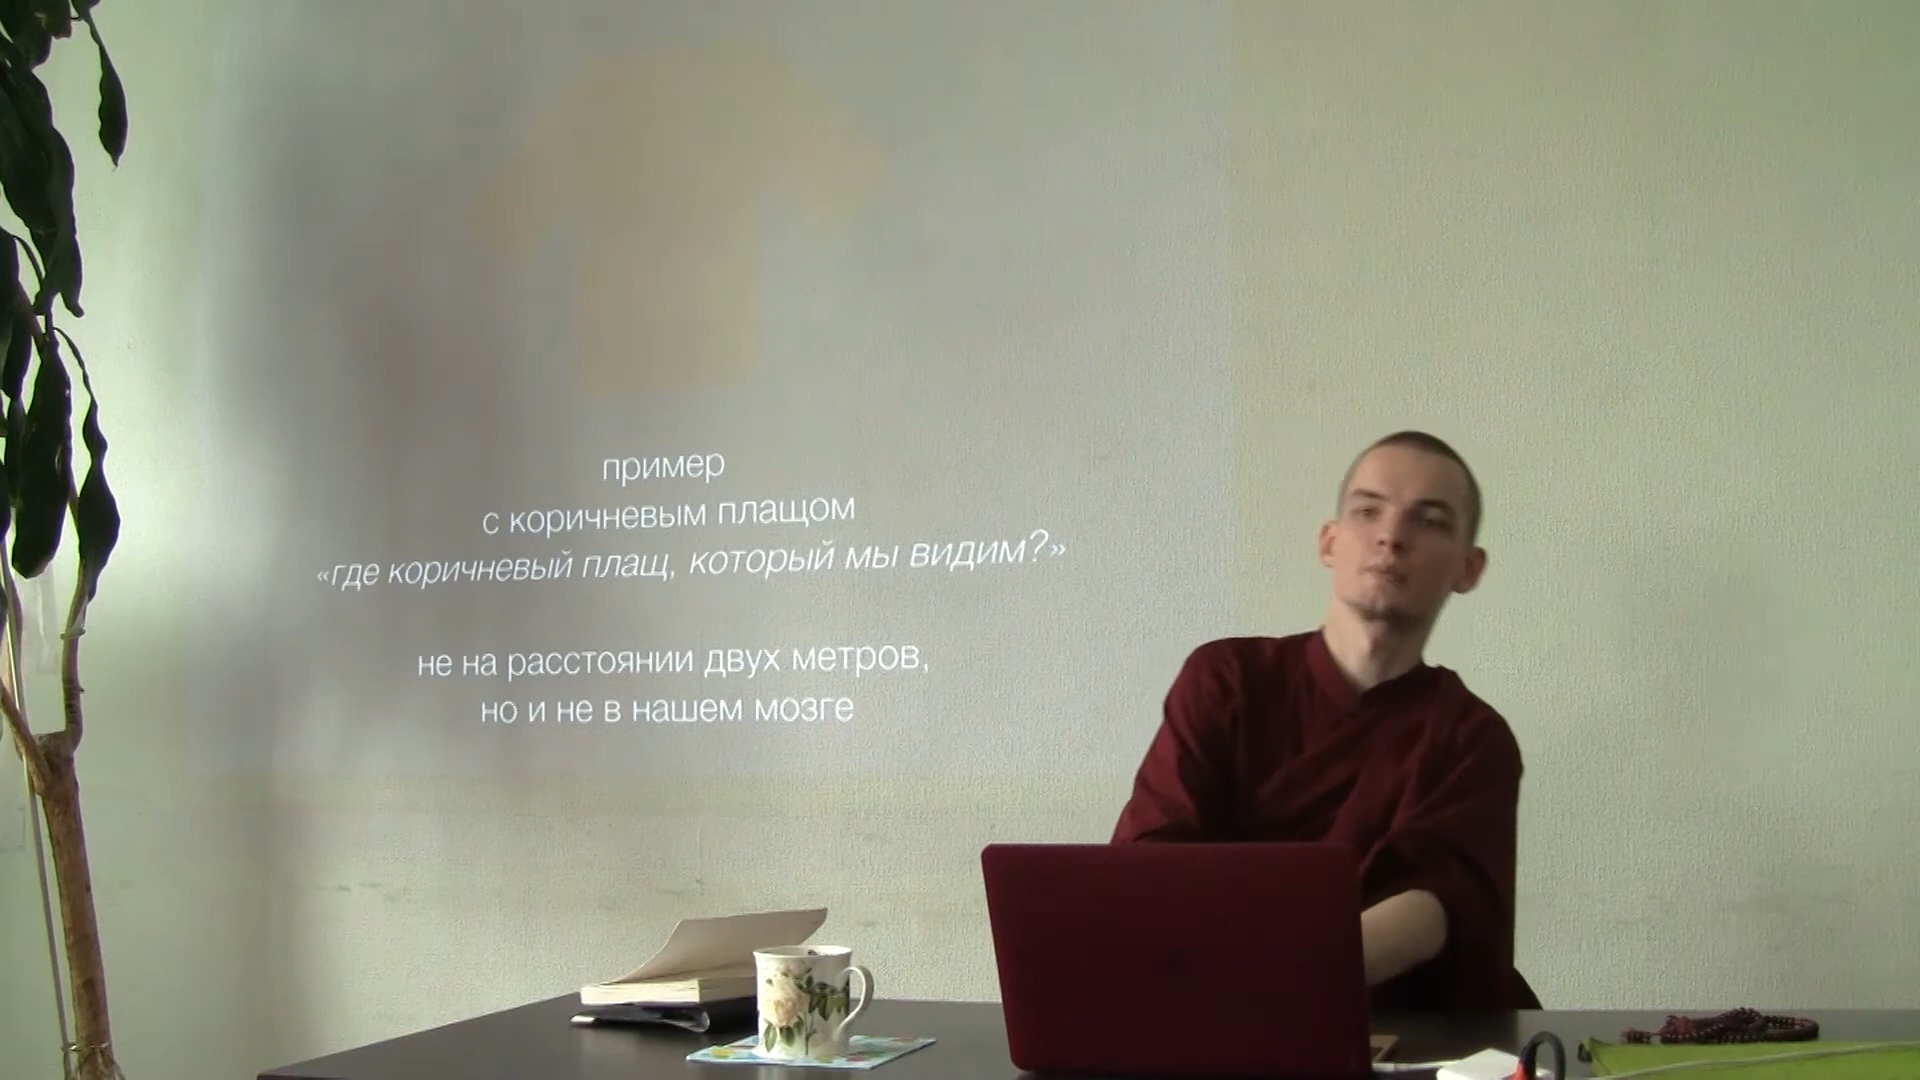 пример
с коричневым плащом
«где коричневый плащ, который мы видим?»
не на расстоянии двух метров,
но и не в нашем мозге